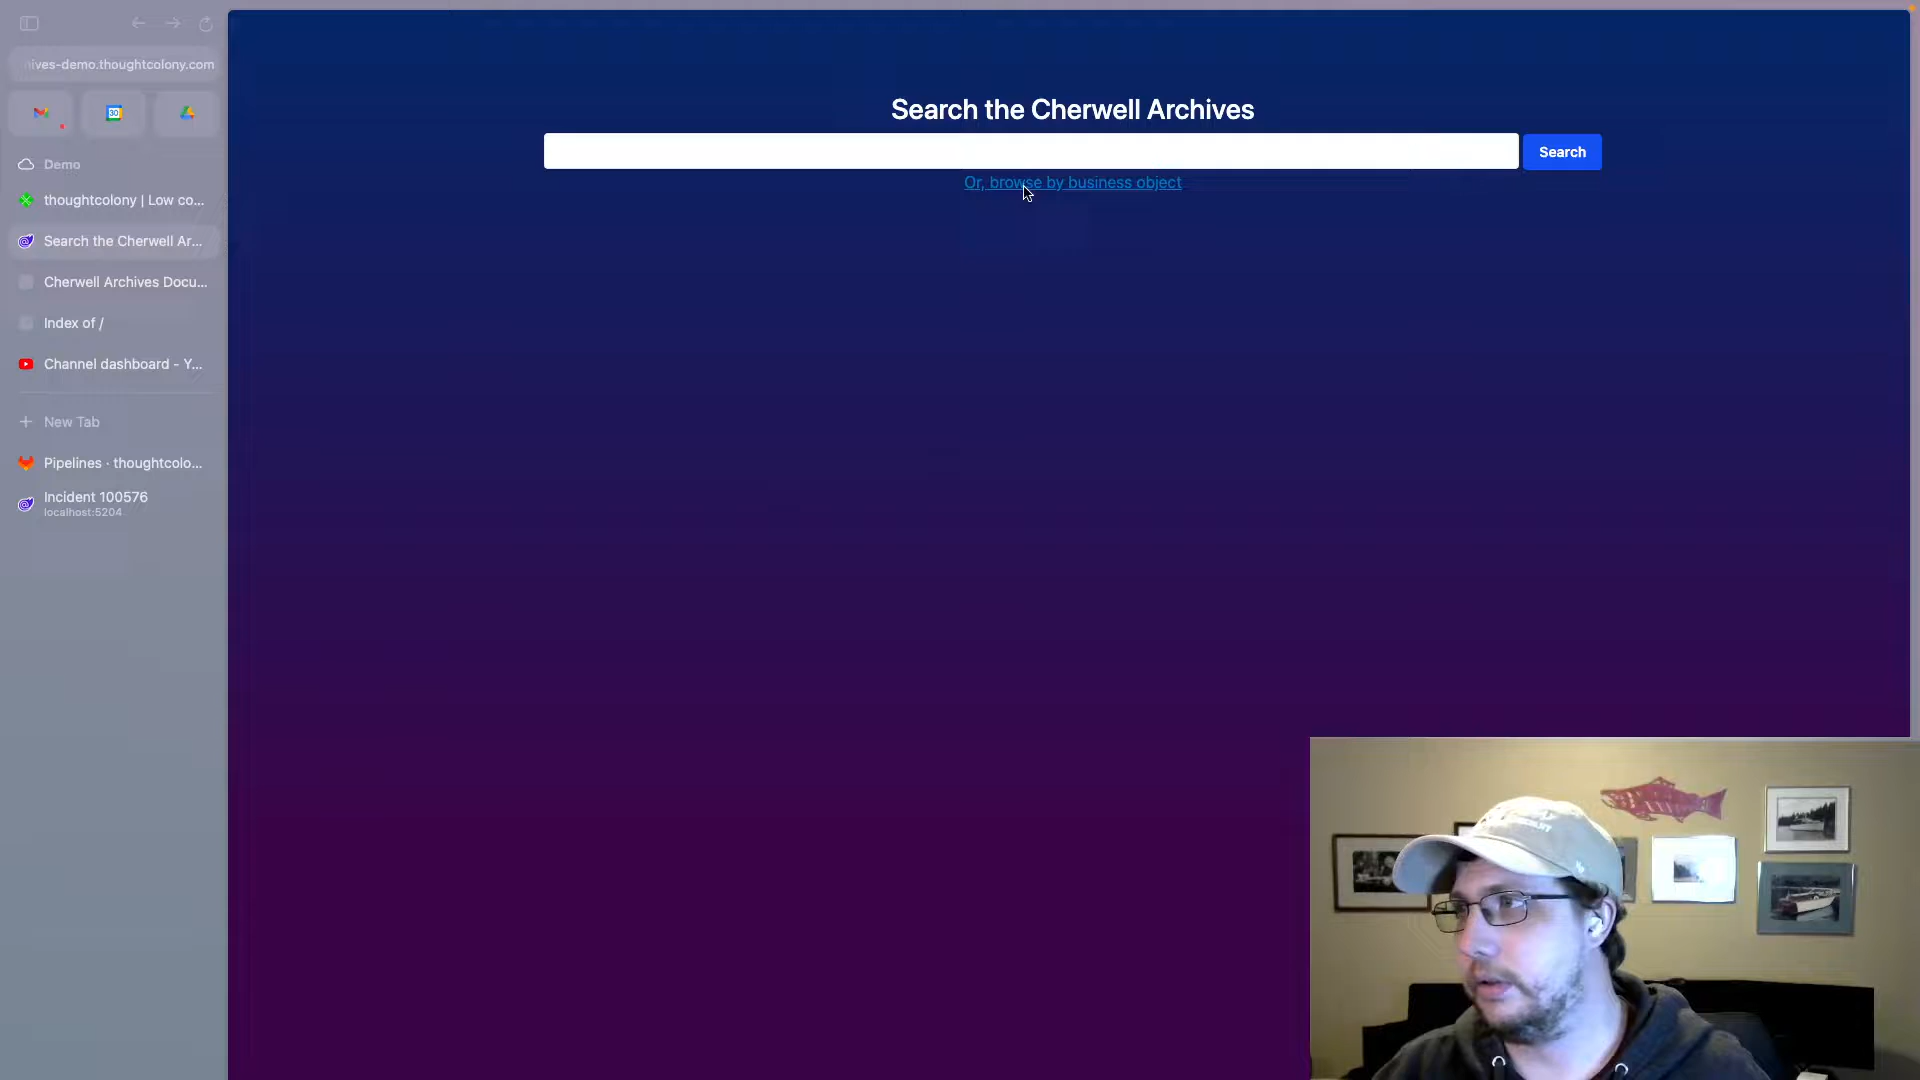 ives-demo.thoughtcolony.com
30
Demo
thoughtcolony | Low co...
Search the Cherwell Ar...
Cherwell Archives Docu...
Index of /
Channel dashboard - Y...
New Tab
Pipelines · thoughtcolo...
Incident 100576
localhost:5204
Search the Cherwell Archives
Search
Or, browse by business object